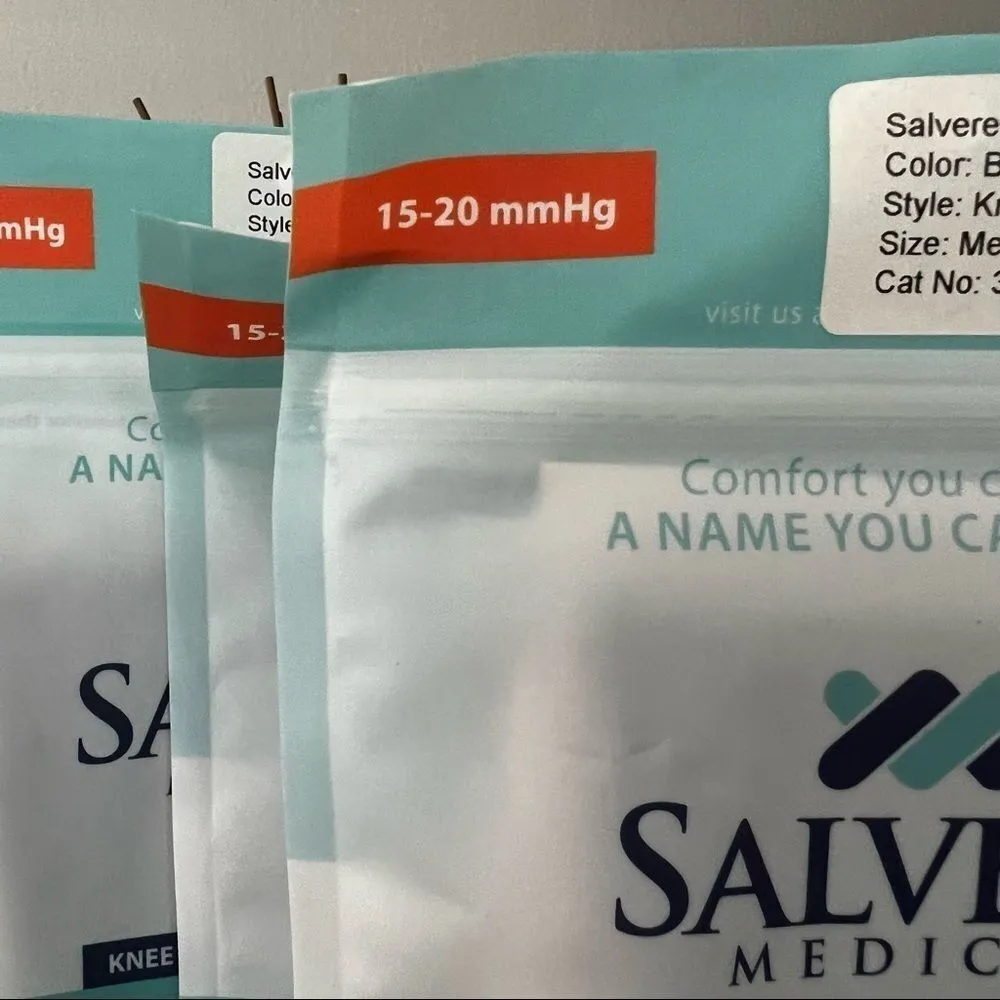 mmHg
Salv
Colo
Style
15-
A NA
SA
KNEE
15-20 mmHg
Salvere
Color: B
Style: Kn
Size: Me
Cat No: 3
visit us a
Comfort you c
A NAME YOU CA
SALVE
MEDIC